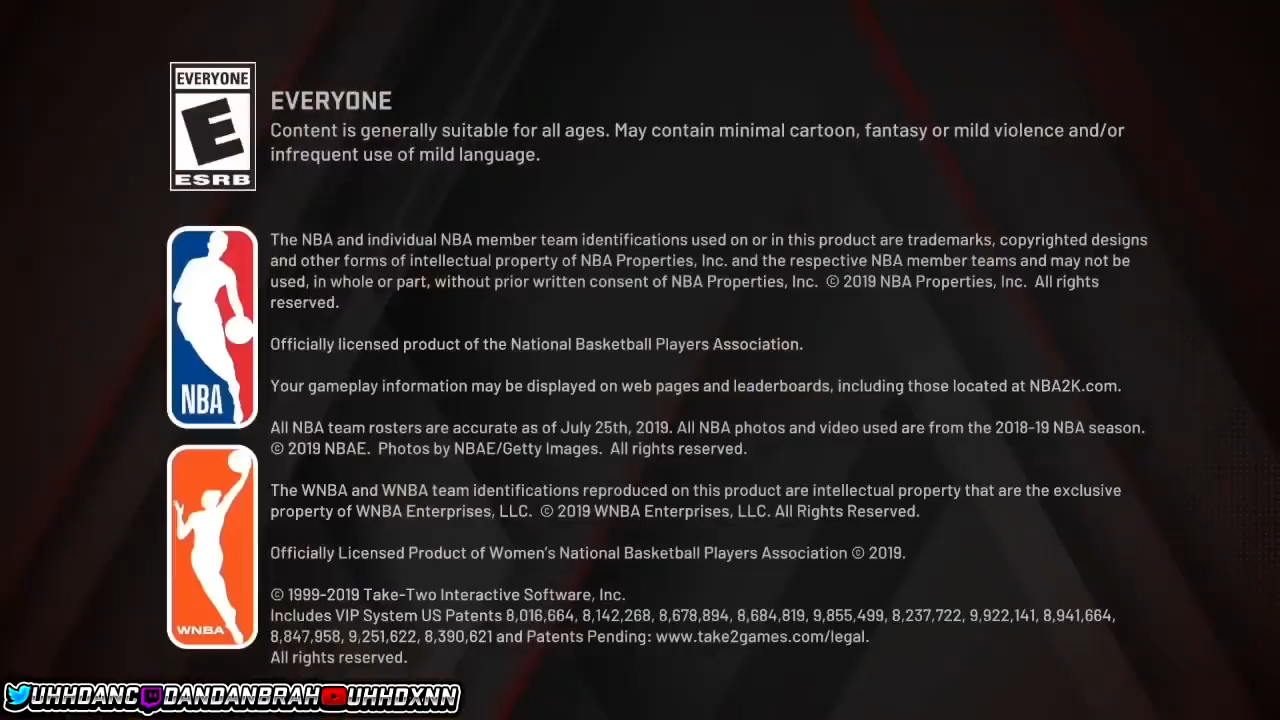 EVERYONE
E
ESRB
EVERYONE
Content is generally suitable for all ages. May contain minimal cartoon, fantasy or mild violence and/or
infrequent use of mild language.
The NBA and individual NBA member team identifications used on or in this product are trademarks, copyrighted designs
and other forms of intellectual property of NBA Properties, Inc. and the respective NBA member teams and may not be
used, in whole or part, without prior written consent of NBA Properties, Inc. © 2019 NBA Properties, Inc. All rights
reserved.
Officially licensed product of the National Basketball Players Association.
Your gameplay information may be displayed on web pages and leaderboards, including those located at NBA2K.com.
NBA
All NBA team rosters are accurate as of July 25th, 2019. All NBA photos and video used are from the 2018-19 NBA season.
© 2019 NBAE. Photos by NBAE/Getty Images. All rights reserved.
The WNBA and WNBA team identifications reproduced on this product are intellectual property that are the exclusive
property of WNBA Enterprises, LLC. © 2019 WNBA Enterprises, LLC. All Rights Reserved.
Officially Licensed Product of Women's National Basketball Players Association © 2019.
© 1999-2019 Take-Two Interactive Software, Inc.
Includes VIP System US Patents 8,016,664, 8,142,268, 8,678,894, 8,684,819, 9,855,499, 8,237,722, 9,922,141, 8,941,664,
8,847,958, 9,251,622, 8,390,621 and Patents Pending: www.take2games.com/legal.
All rights reserved.
WNBA
UHHDANC DANDANBRAH UHHDXNN